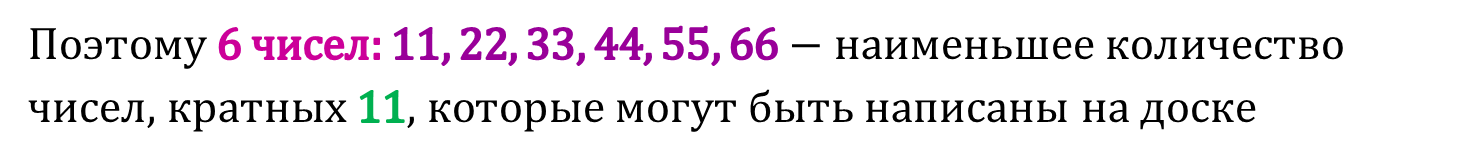 Поэтому 6 чисел: 11, 22, 33, 44, 55, 66 — наименьшее количество
чисел, кратных 11, которые могут быть написаны на доске